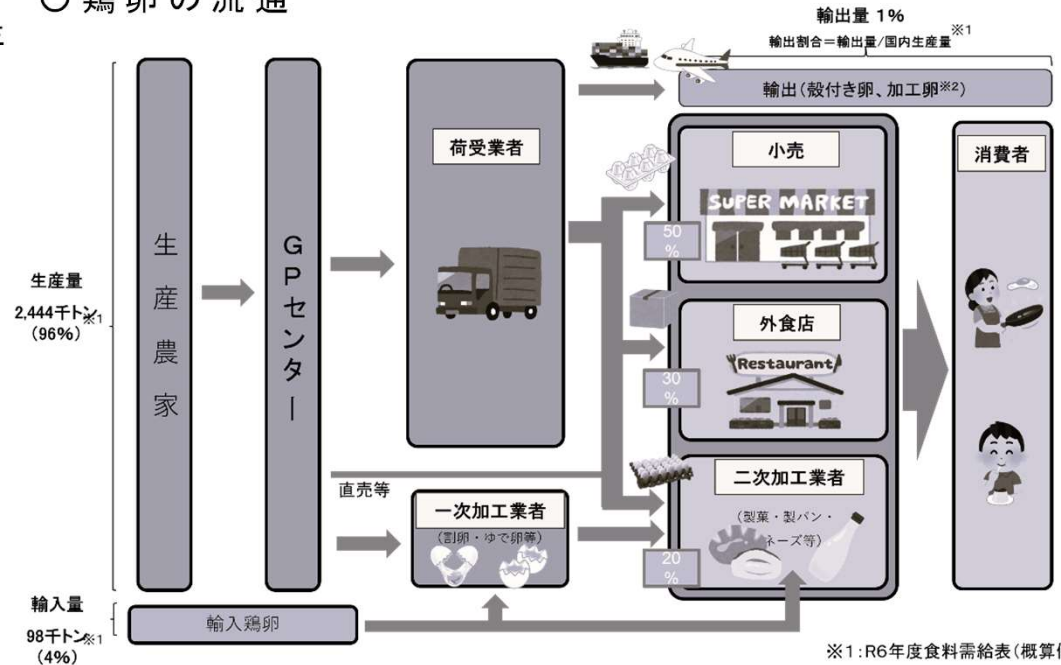 〇 鶏 卵 の 流 通
輸出量 1%
輸出割合=輸出量/国内生産量※1
輸出(殻付き卵、加工卵※2)
荷受業者
小売
SUPER MARKET
50
%
消費者
生産農家
GPセンター
生産量
2,444千トン※1
(96%)
外食店
Restaurant
30
%
直売等
一次加工業者
(割卵・ゆで卵等)
二次加工業者
(製菓・製パン・
ネーズ等)
20
%
輸入量
98千トン※1
(4%)
輸入鶏卵
※1:R6年度食料需給表(概算